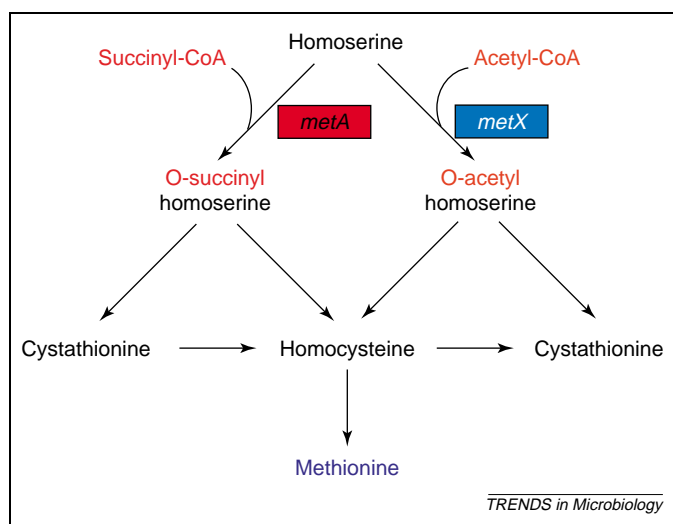 Homoserine
Succinyl-CoA
Acetyl-CoA
metA
metX
O-succinyl
homoserine
O-acetyl
homoserine
Cystathionine
Homocysteine
Cystathionine
Methionine
TRENDS in Microbiology